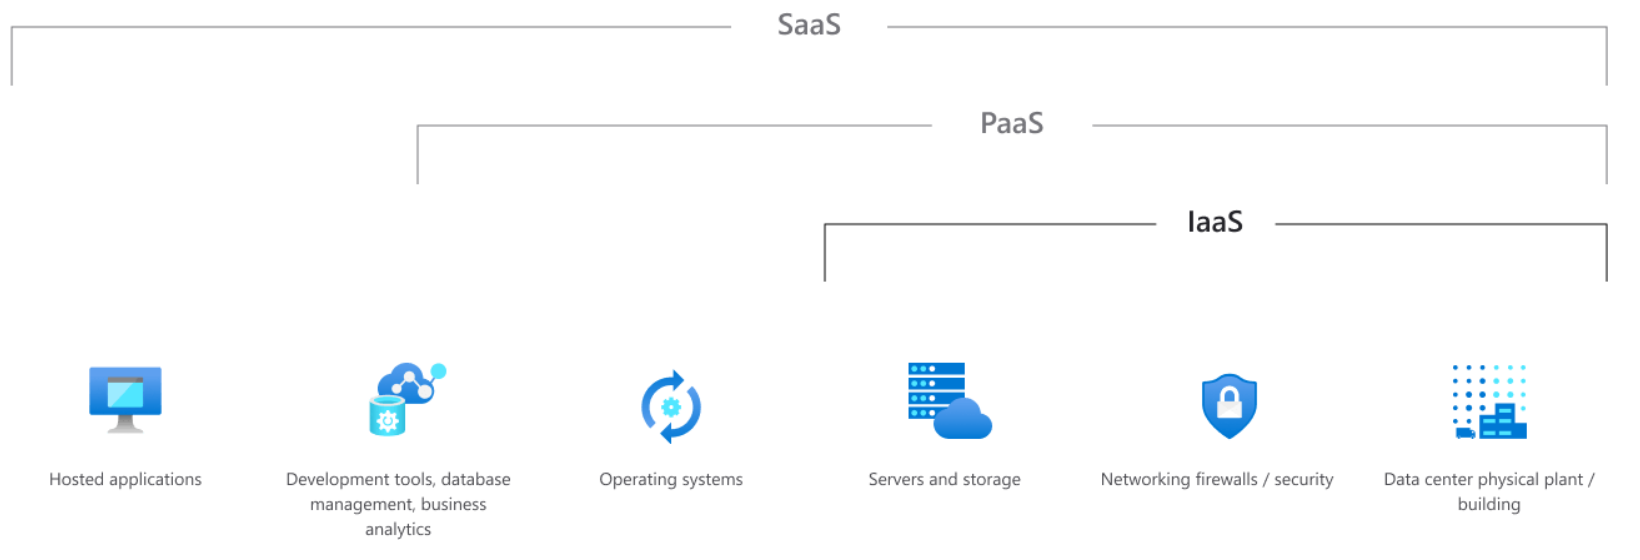 SaaS
PaaS
IaaS
Hosted applications
Development tools, database
management, business
analytics
Operating systems
Servers and storage
Networking firewalls / security
Data center physical plant /
building